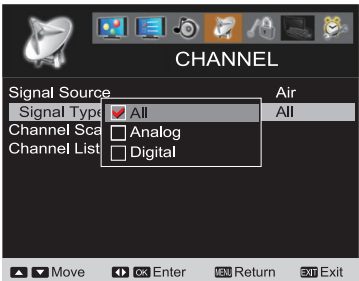 CHANNEL
Signal Source Air
Signal Type All
All
Channel Sca
Analog
Channel List
Digital
Move OK Enter MENU Return EXIT Exit